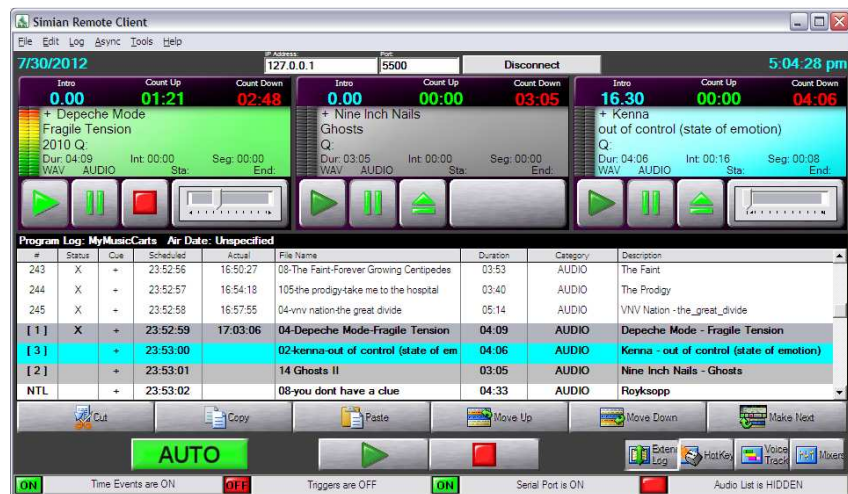 Simian Remote Client
File Edit Log Async Tools Help
7/30/2012 IP Address: 127.0.0.1 Port: 5500 Disconnect 5:04:28 pm
Intro Count Up Count Down
0.00 01:21 02:48
+ Depeche Mode
Fragile Tension
2010 Q:
Dur: 04:09 Int: 00:00 Seg: 00:00
WAV AUDIO Sta: End:
Intro Count Up Count Down
0.00 00:00 03:05
+ Nine Inch Nails
Ghosts
Q:
Dur: 03:05 Int: 00:00 Seg: 00:00
WAV AUDIO Sta: End:
Intro Count Up Count Down
16.30 00:00 04:06
+ Kenna
out of control (state of emotion)
Q:
Dur: 04:06 Int: 00:16 Seg: 00:08
WAV AUDIO Sta: End:
Program Log: MyMusicCarts Air Date: Unspecified
# Status Cue Scheduled Actual File Name Duration Category Description
243 X + 23:52:56 16:50:27 08-The Faint-Forever Growing Centipedes 03:53 AUDIO The Faint
244 X + 23:52:57 16:54:18 105-the prodigy-take me to the hospital 03:40 AUDIO The Prodigy
245 X + 23:52:58 16:57:55 04-vnv nation-the great divide 05:14 AUDIO VNV Nation -the_great_divide
[ 1 ] X + 23:52:59 17:03:06 04-Depeche Mode-Fragile Tension 04:09 AUDIO Depeche Mode - Fragile Tension
[ 3 ] + 23:53:00 02-kenna-out of control (state of em 04:06 AUDIO Kenna - out of control (state of emotion)
[ 2 ] + 23:53:01 14 Ghosts II 03:05 AUDIO Nine Inch Nails - Ghosts
NTL + 23:53:02 08-you dont have a clue 04:33 AUDIO Royksopp
Cut Copy Paste Move Up Move Down Make Next
AUTO Extend Log HotKey Voice Track Mixers
ON Time Events are ON OFF Triggers are OFF ON Serial Port is ON Audio List is HIDDEN